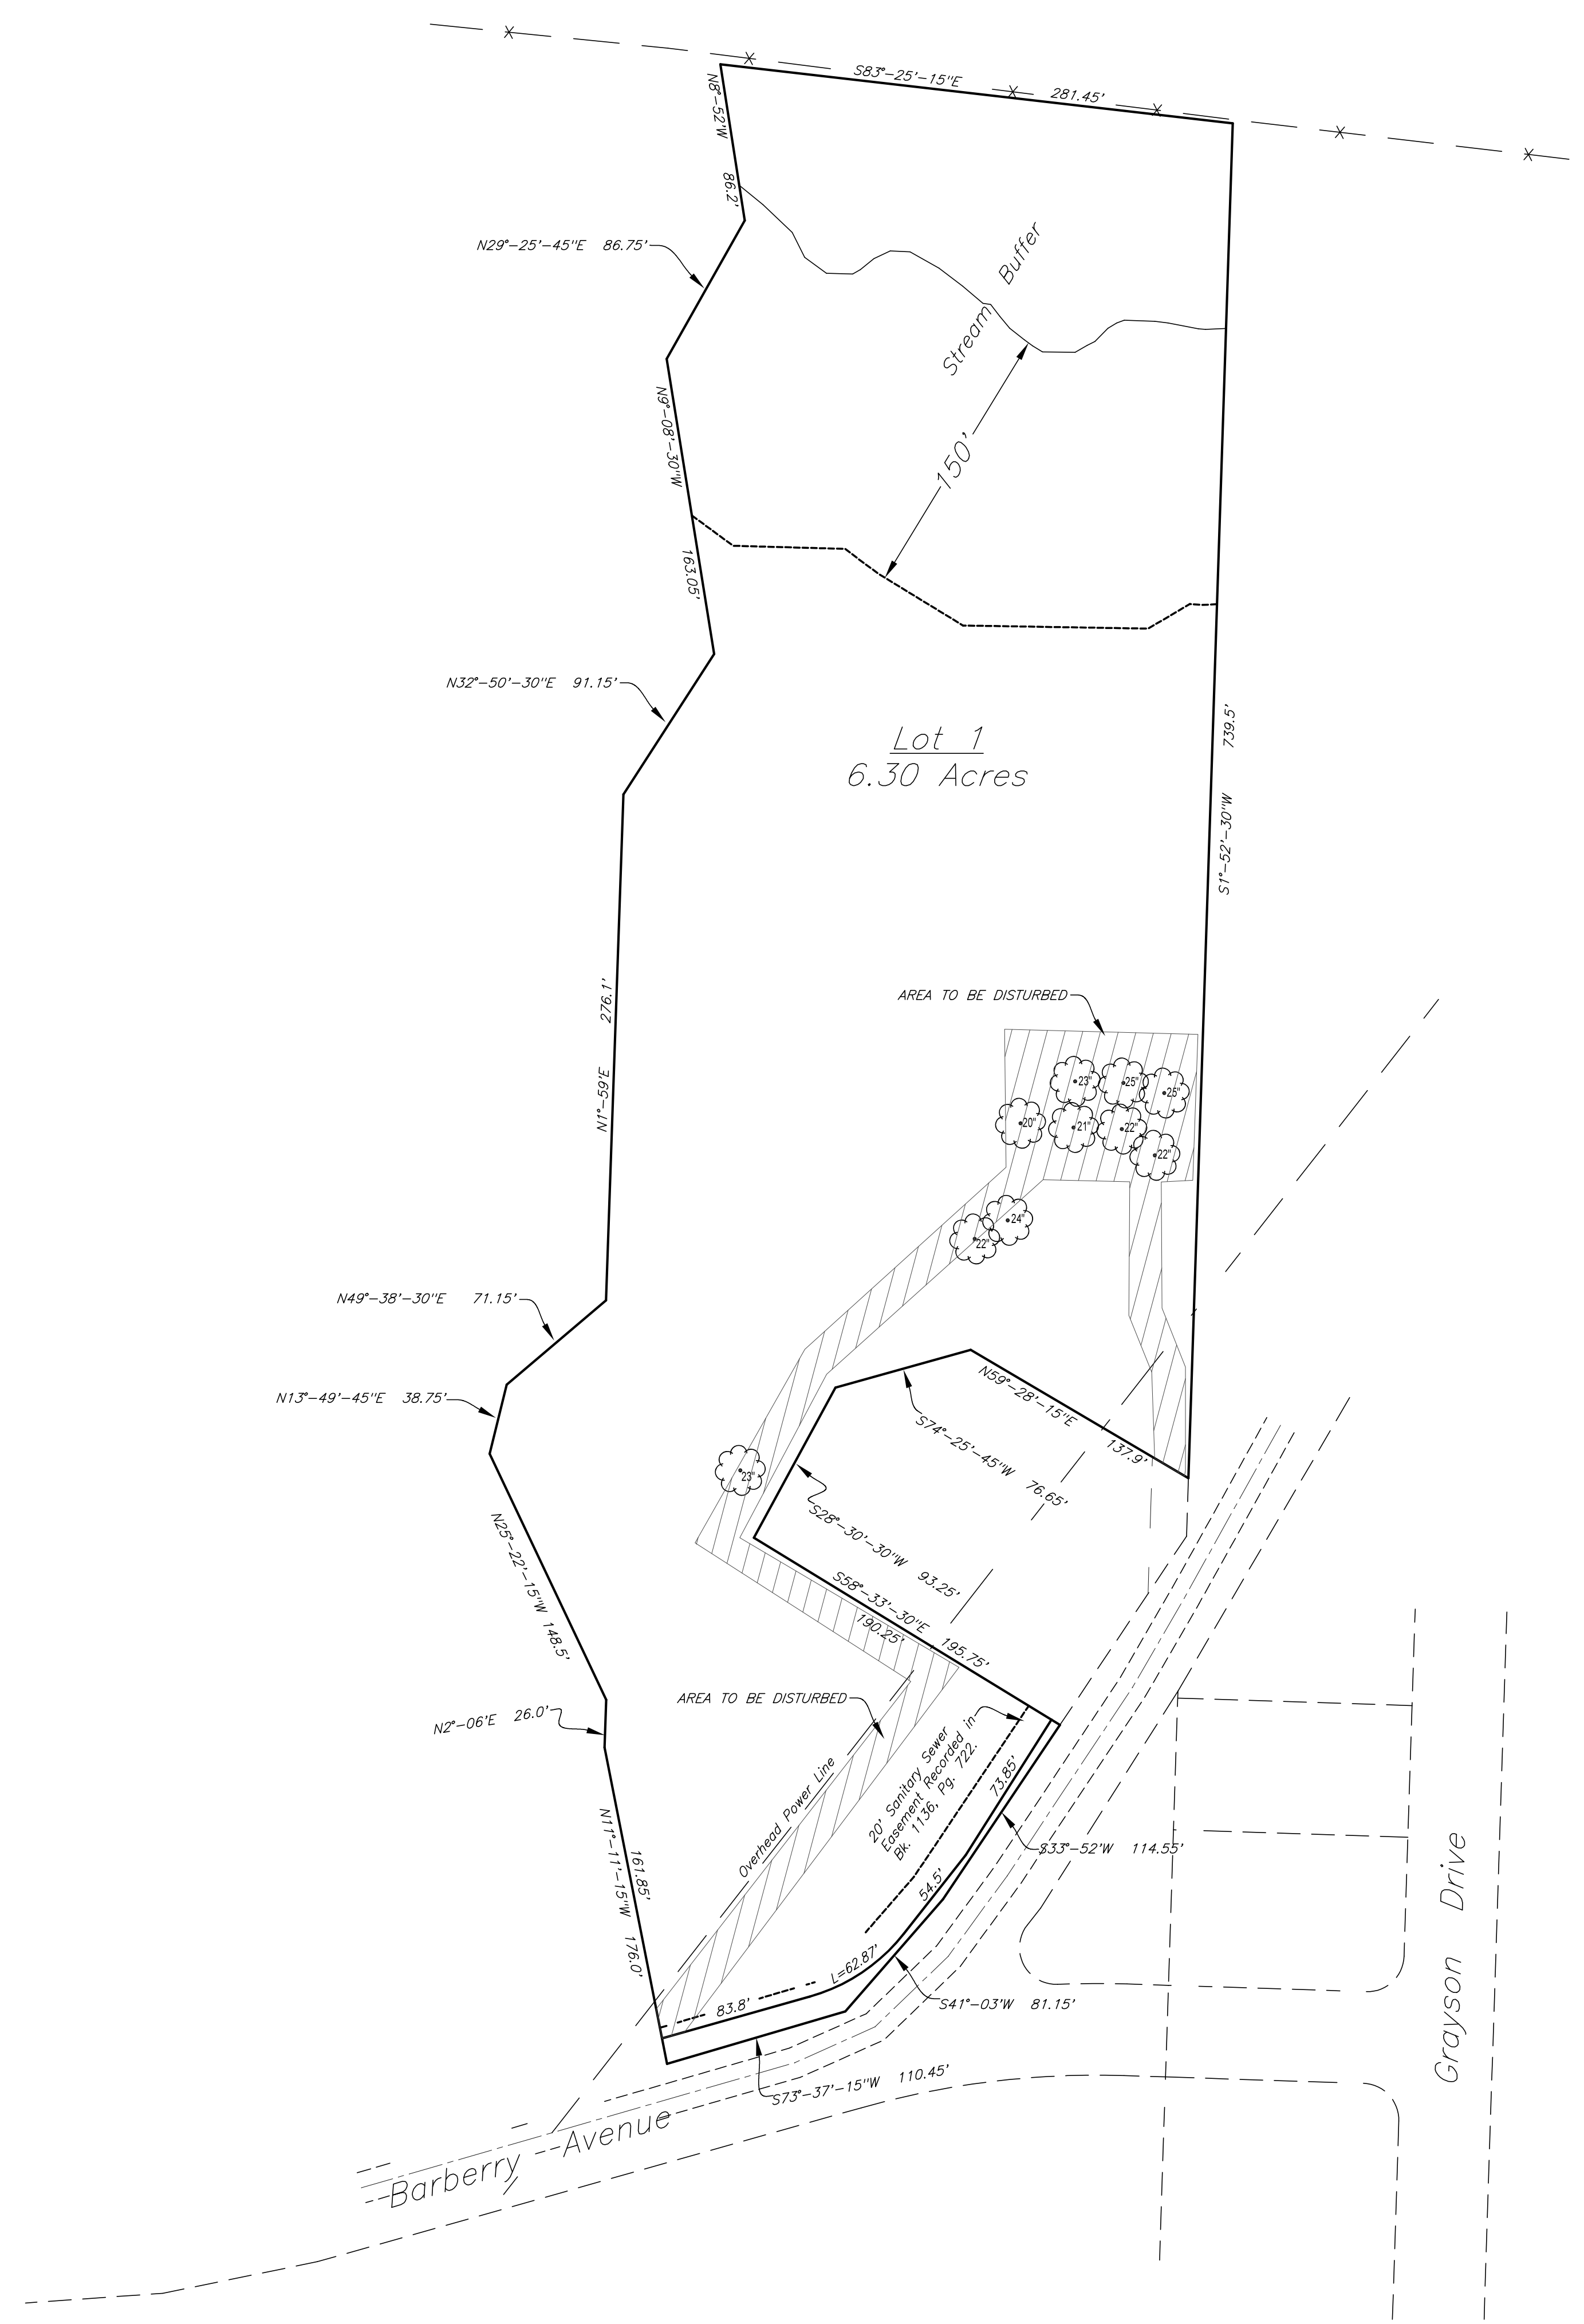 S83°-25'-15"E 281.45'
N8°-52'W 86.2'
N29°-25'-45"E 86.75'
Stream Buffer
150'
N9°-08'-30"W 163.05'
N32°-50'-30"E 91.15'
Lot 1
6.30 Acres
S1°-52'-30"W 739.5'
N1°-59'E 276.1'
AREA TO BE DISTURBED
23"
25"
25"
20"
21"
22"
22"
24"
22"
N49°-38'-30"E 71.15'
N13°-49'-45"E 38.75'
N59°-28'-15"E 137.9'
S74°-25'-45"W 76.65'
23"
S28°-30'-30"W 93.25'
N25°-22'-15"W 148.5'
S58°-33'-30"E 195.75'
190.25'
AREA TO BE DISTURBED
N2°-06'E 26.0'
Overhead Power Line
20' Sanitary Sewer
Easement Recorded in
Bk. 1136, Pg. 722.
73.85'
S33°-52'W 114.55'
54.5'
161.85'
N11°-11'-15"W 176.0'
L=62.87'
83.8'
S41°-03'W 81.15'
S73°-37'-15"W 110.45'
Barberry Avenue
Grayson Drive